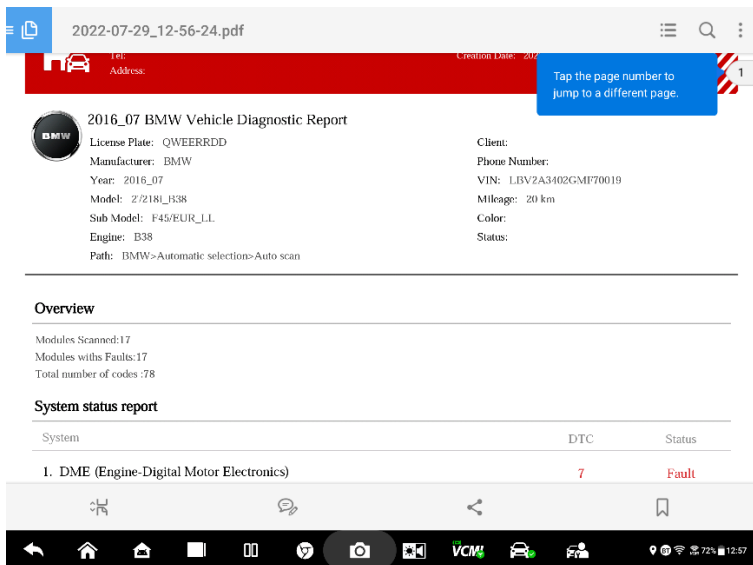 2022-07-29_12-56-24.pdf
Tel:
Address:
Creation Date: 202
Tap the page number to
jump to a different page.
1
BMW
2016_07 BMW Vehicle Diagnostic Report
License Plate: QWEERRDD
Manufacturer: BMW
Year: 2016_07
Model: 2'/218I_B38
Sub Model: F45/EUR_LL
Engine: B38
Path: BMW>Automatic selection>Auto scan
Client:
Phone Number:
VIN: LBV2A3402GMF70019
Mileage: 20 km
Color:
Status:
Overview
Modules Scanned:17
Modules withs Faults:17
Total number of codes :78
System status report
System DTC Status
1. DME (Engine-Digital Motor Electronics) 7 Fault
VCMI
72% 12:57